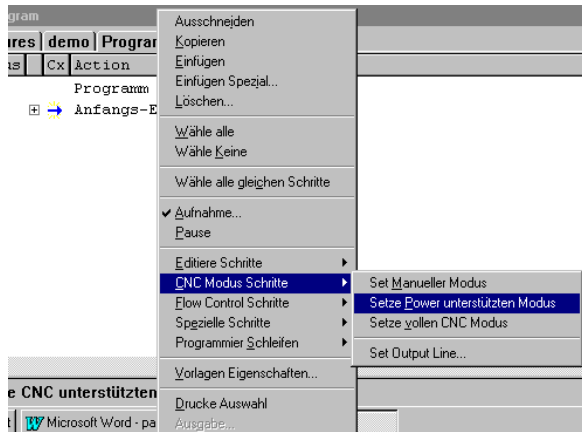 gram
Ausschneiden
Kopieren
Einfügen
Einfügen Spezial...
Löschen...
Wähle alle
Wähle Keine
Wähle alle gleichen Schritte
Aufnahme...
Pause
Editiere Schritte
CNC Modus Schritte
Flow Control Schritte
Spezielle Schritte
Programmier Schleifen
Vorlagen Eigenschaften...
Drucke Auswahl
Ausgabe...
Set Manueller Modus
Setze Power unterstützten Modus
Setze vollen CNC Modus
Set Output Line...
ures demo Progra
us Cx Action
Programm
Anfangs-E
e CNC unterstützten
t Microsoft Word - pa